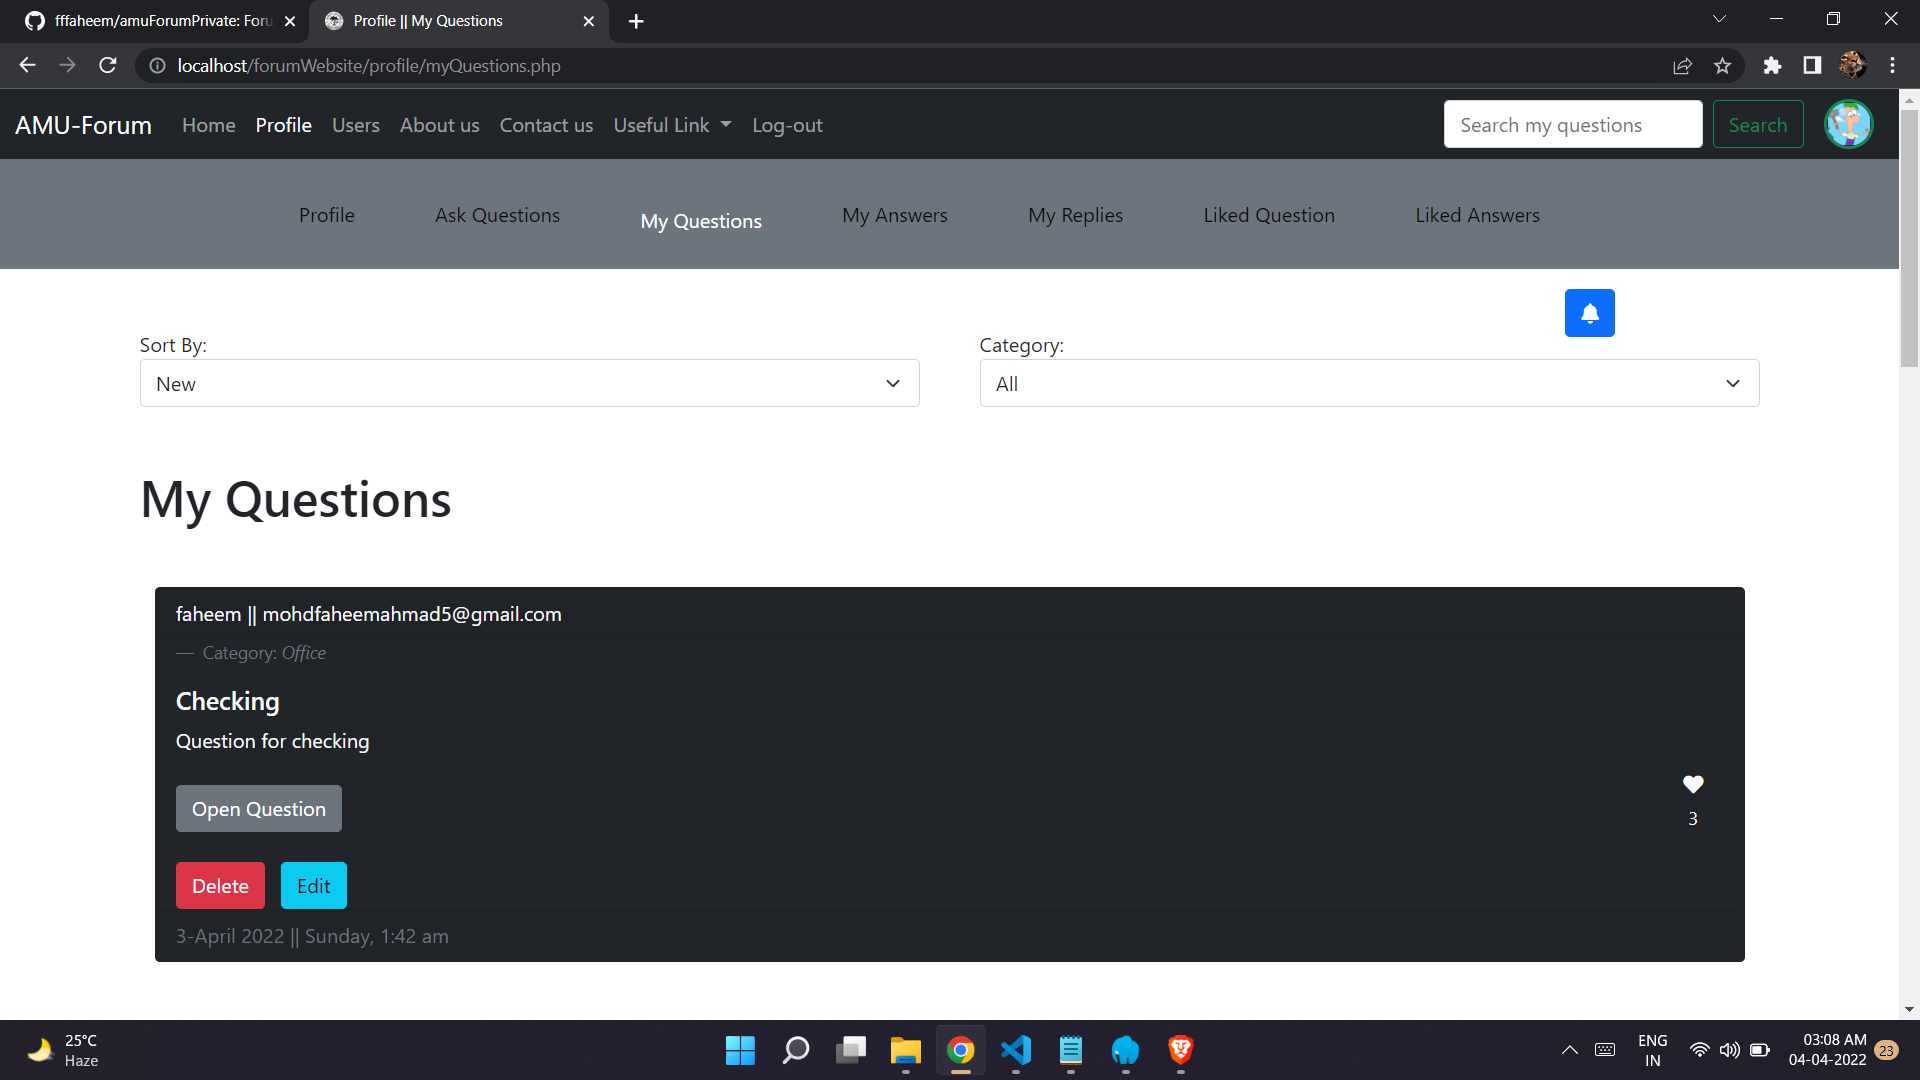 fffaheem/amuForumPrivate: Foru
Profile || My Questions
localhost/forumWebsite/profile/myQuestions.php
AMU-Forum Home Profile Users About us Contact us Useful Link Log-out Search my questions Search
Profile Ask Questions My Questions My Answers My Replies Liked Question Liked Answers
Sort By: Category:
New All
My Questions
faheem || mohdfaheemahmad5@gmail.com
— Category: Office
Checking
Question for checking
Open Question
3
Delete Edit
3-April 2022 || Sunday, 1:42 am
25°C
Haze
ENG
IN
03:08 AM
04-04-2022
23